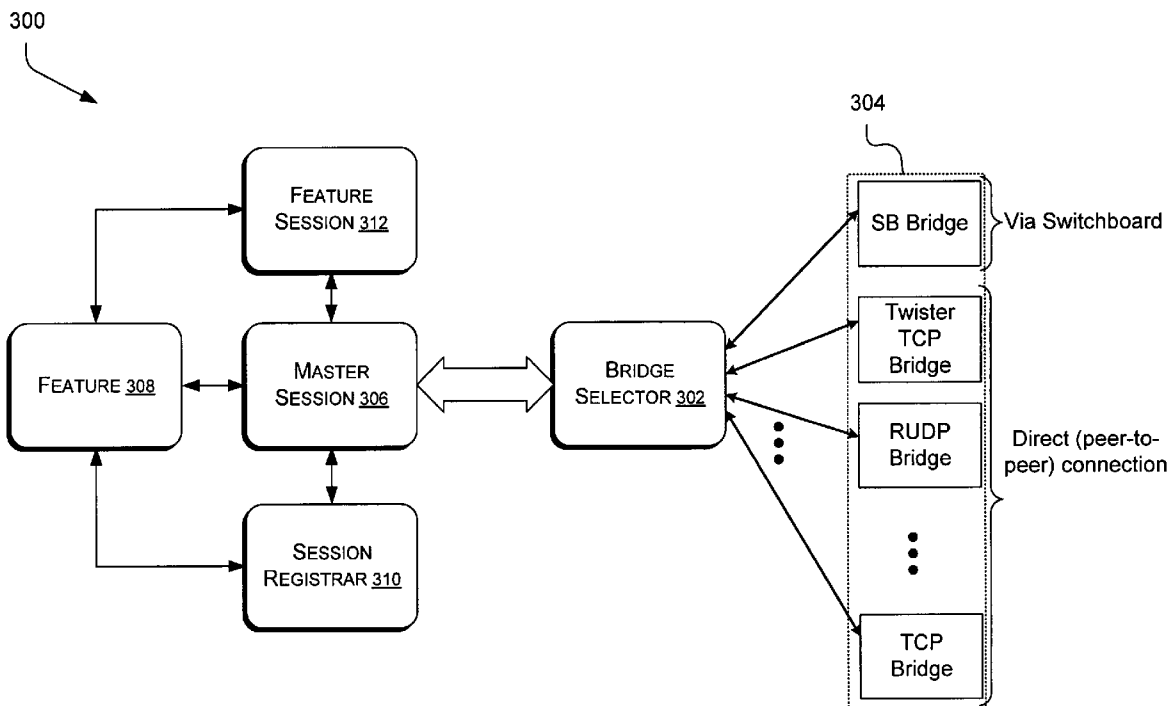 300
304
FEATURE
SESSION 312
SB Bridge
Via Switchboard
Twister
TCP
Bridge
FEATURE 308
MASTER
SESSION 306
BRIDGE
SELECTOR 302
RUDP
Bridge
Direct (peer-to-
peer) connection
SESSION
REGISTRAR 310
TCP
Bridge